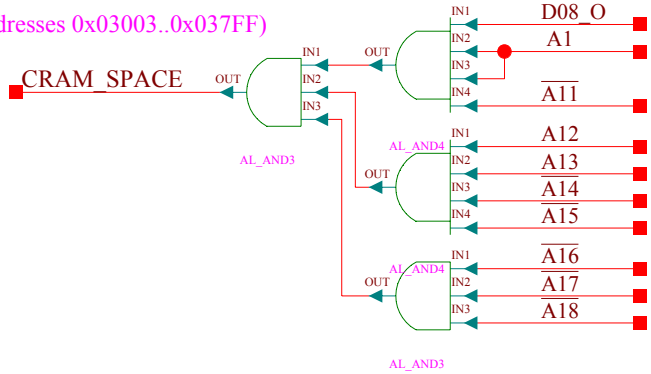 dresses 0x03003..0x037FF)
IN1
D08_O
IN2
A1
OUT
IN3
IN4
A11
IN1
CRAM_SPACE
OUT
IN2
IN3
AL_AND3
AL_AND4
IN1
A12
IN2
A13
OUT
IN3
A14
IN4
A15
AL_AND4
IN1
A16
OUT
IN2
A17
IN3
A18
AL_AND3